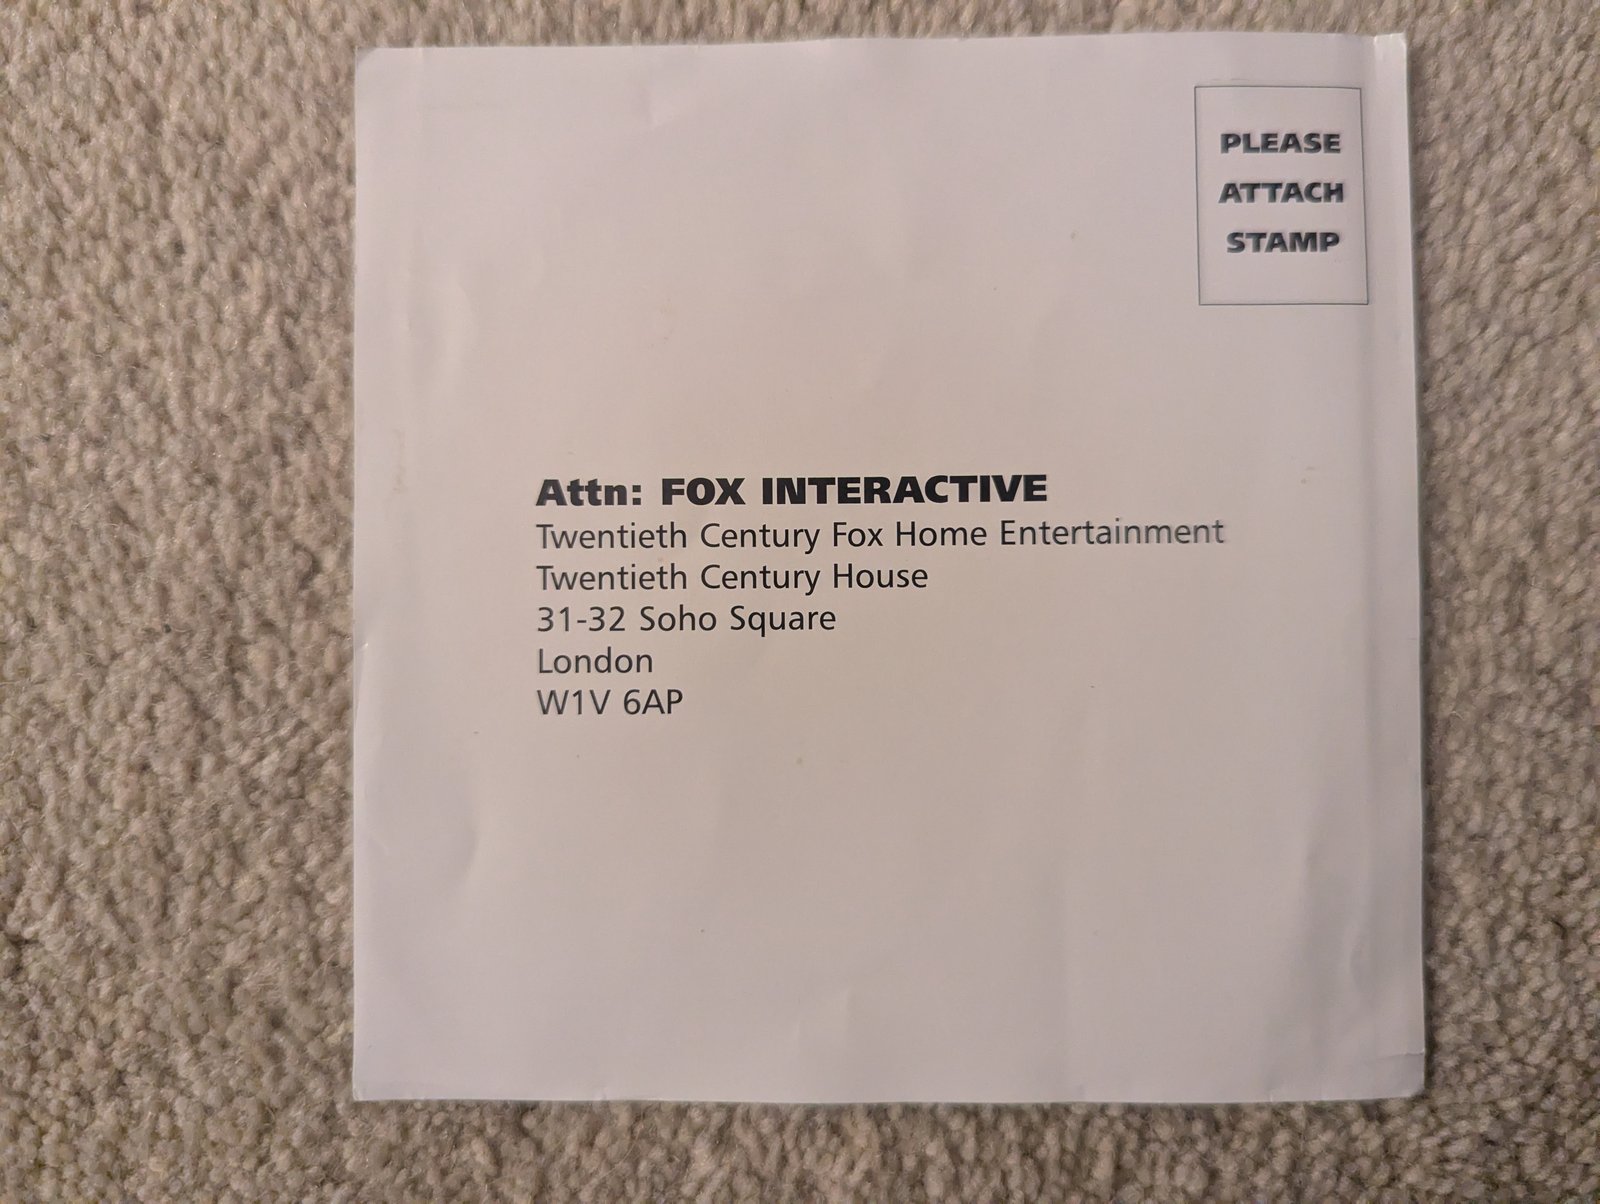 PLEASE
ATTACH
STAMP
Attn: FOX INTERACTIVE
Twentieth Century Fox Home Entertainment
Twentieth Century House
31-32 Soho Square
London
W1V 6AP